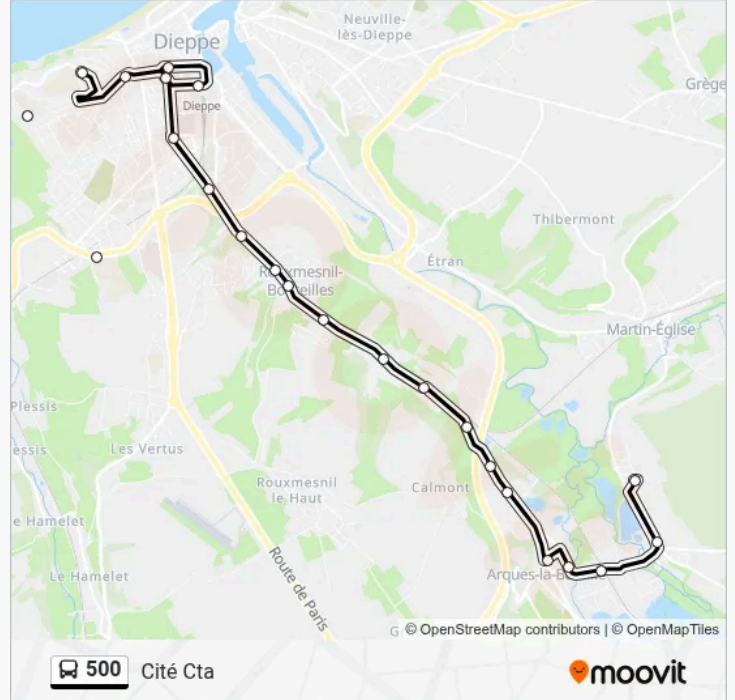 Neuville-
lès-Dieppe
Dieppe
Grège
Dieppe
Thibermont
Étran
Rouxmesnil-
Bouteilles
Martin-Église
Plessis
essis
Les Vertus
Rouxmesnil
le Haut
Calmont
e Hamelet
Route de Paris
Le Hamelet
Arques-la-B
© OpenStreetMap contributors | © OpenMapTiles
G
500 Cité Cta
moovit